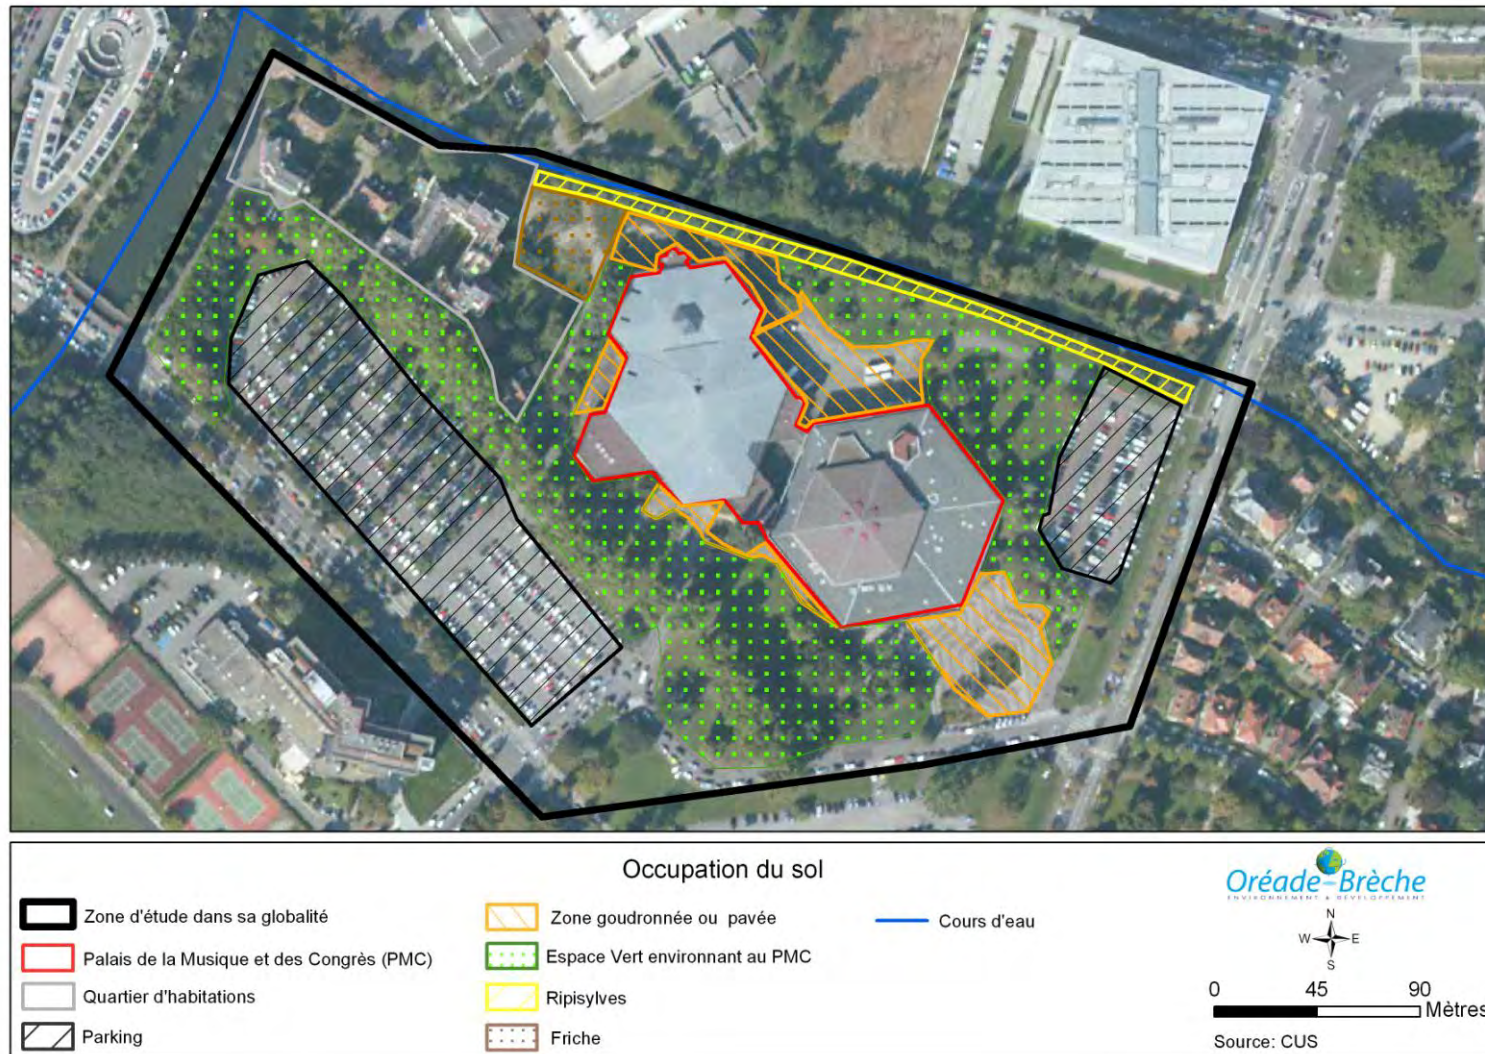 Occupation du sol
Zone d'étude dans sa globalité
Palais de la Musique et des Congrès (PMC)
Quartier d'habitations
Parking
Zone goudronnée ou pavée
Espace Vert environnant au PMC
Ripisylves
Friche
Cours d'eau
Oréade-Brèche
ENVIRONNEMENT & DÉVELOPPEMENT
N
W E
S
0 45 90
Mètres
Source: CUS